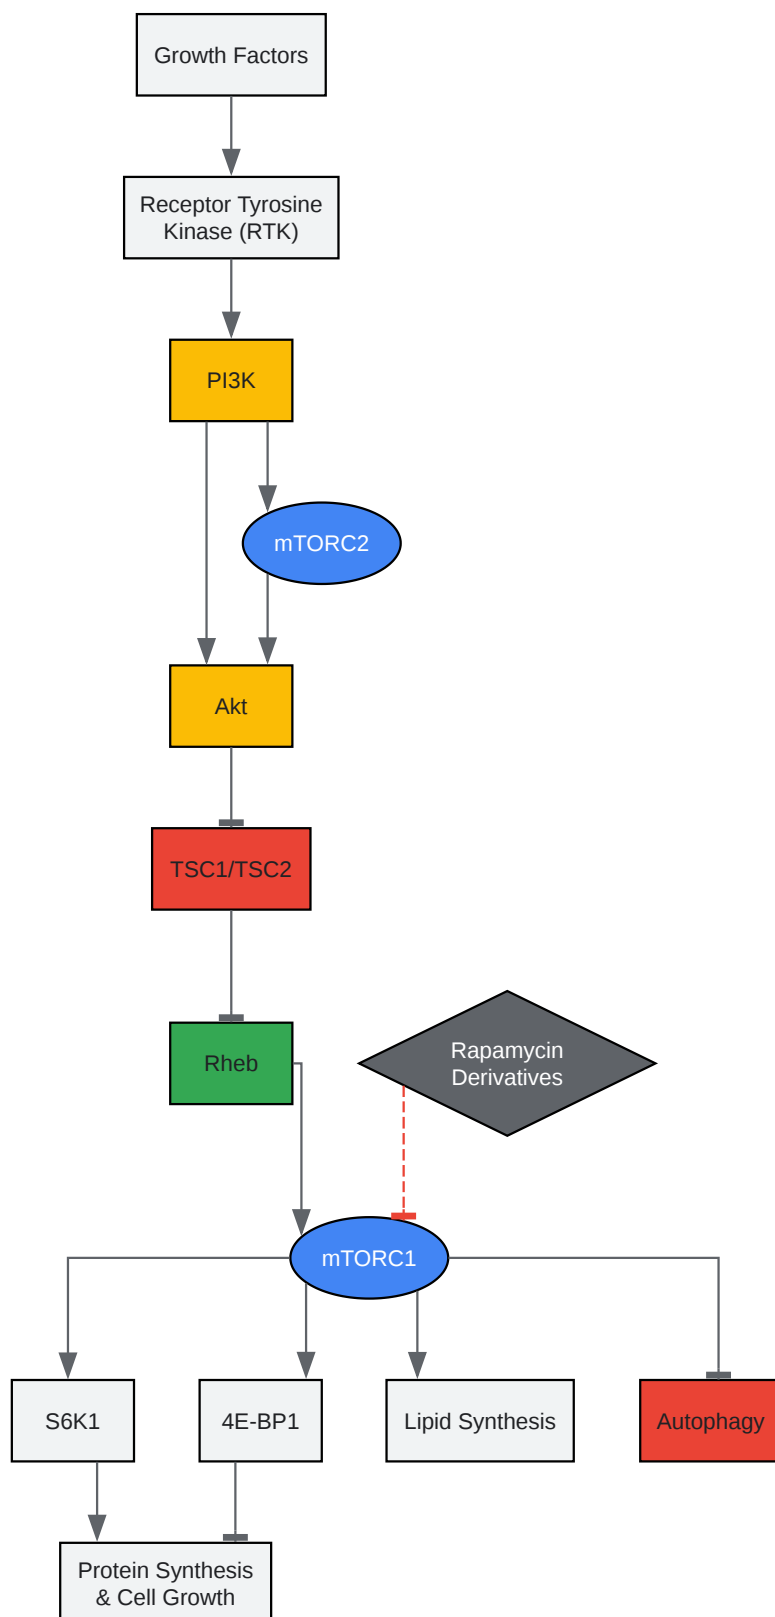 Growth Factors
Receptor Tyrosine
Kinase (RTK)
PI3K
mTORC2
Akt
TSC1/TSC2
Rheb
Rapamycin
Derivatives
mTORC1
S6K1
4E-BP1
Lipid Synthesis
Autophagy
Protein Synthesis
& Cell Growth